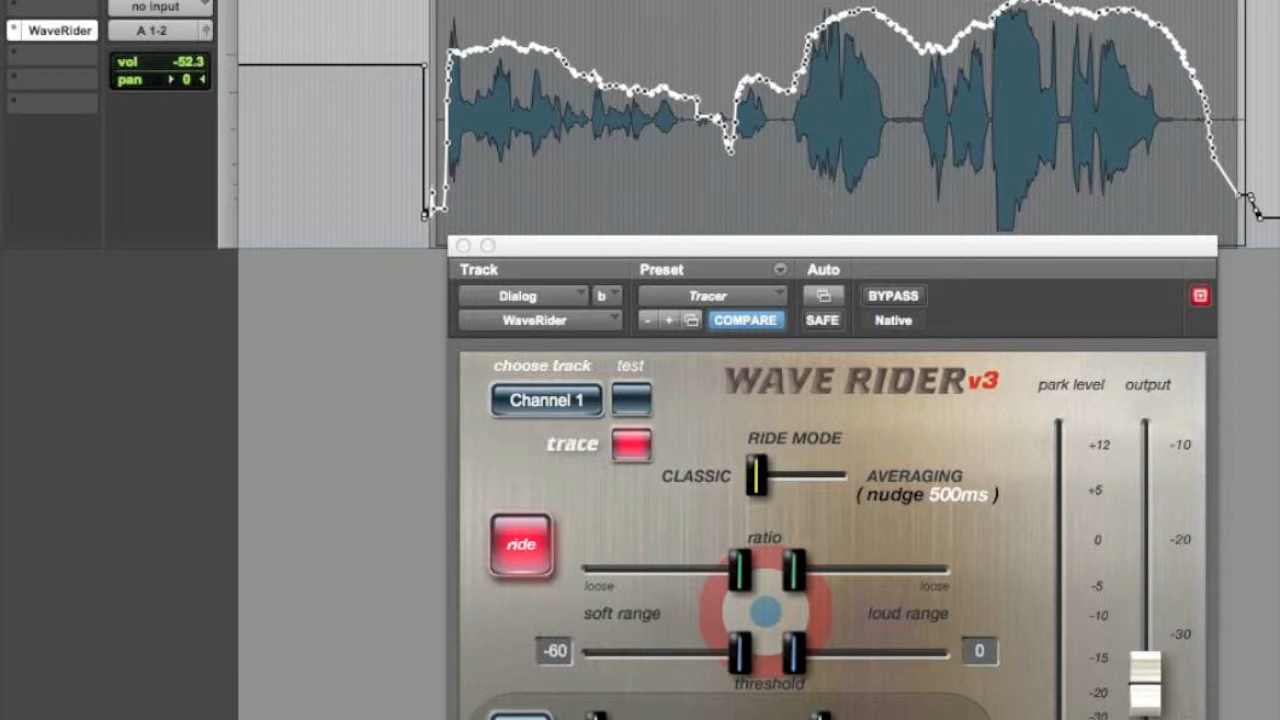 no input
WaveRider
A 1-2
vol -52.3
pan 0
Track
Preset
Auto
Dialog
b
Tracer
BYPASS
WaveRider
- +
COMPARE
SAFE
Native
choose track
test
WAVE RIDER v3
park level
output
Channel 1
trace
RIDE MODE
+12
-10
CLASSIC
AVERAGING
( nudge 500ms )
+5
ride
ratio
0
-20
loose
loose
-5
soft range
loud range
-10
-30
-60
0
-15
threshold
-20
-30